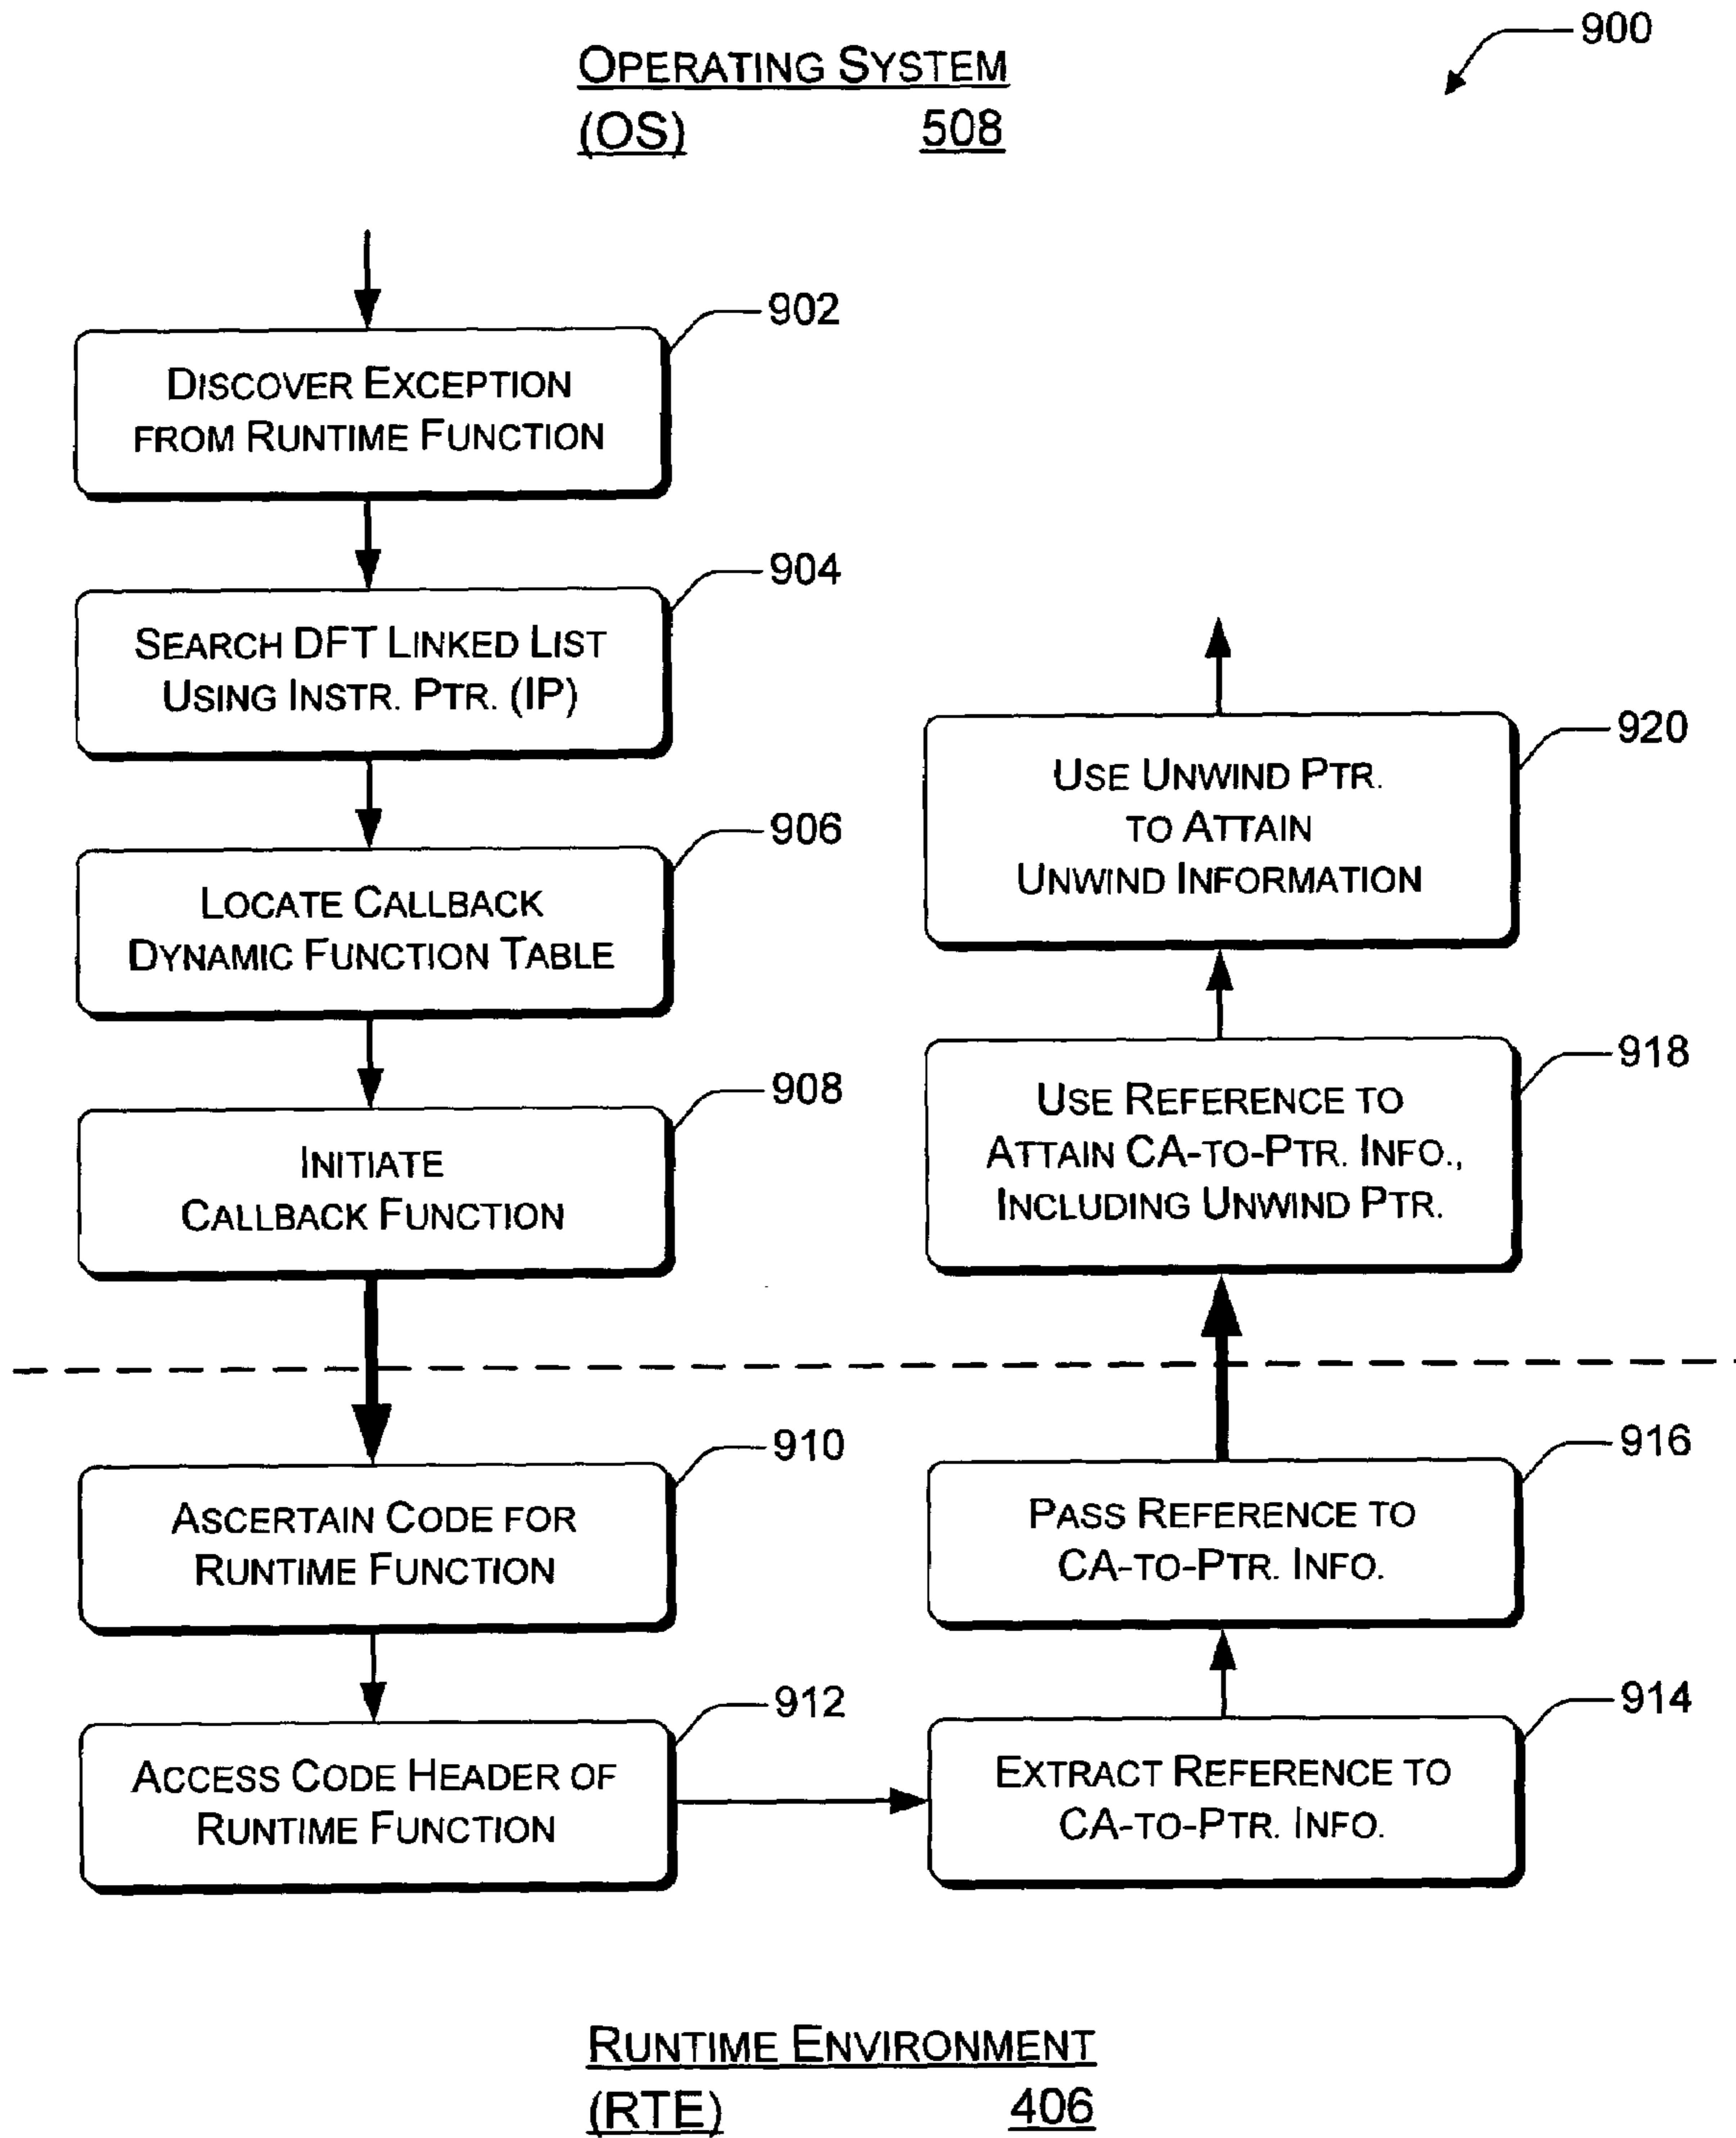 900
OPERATING SYSTEM
(OS) 508
902
DISCOVER EXCEPTION
FROM RUNTIME FUNCTION
904
SEARCH DFT LINKED LIST
USING INSTR. PTR. (IP)
906
LOCATE CALLBACK
DYNAMIC FUNCTION TABLE
908
INITIATE
CALLBACK FUNCTION
910
ASCERTAIN CODE FOR
RUNTIME FUNCTION
912
ACCESS CODE HEADER OF
RUNTIME FUNCTION
914
EXTRACT REFERENCE TO
CA-TO-PTR. INFO.
916
PASS REFERENCE TO
CA-TO-PTR. INFO.
918
USE REFERENCE TO
ATTAIN CA-TO-PTR. INFO.,
INCLUDING UNWIND PTR.
920
USE UNWIND PTR.
TO ATTAIN
UNWIND INFORMATION
RUNTIME ENVIRONMENT
(RTE) 406